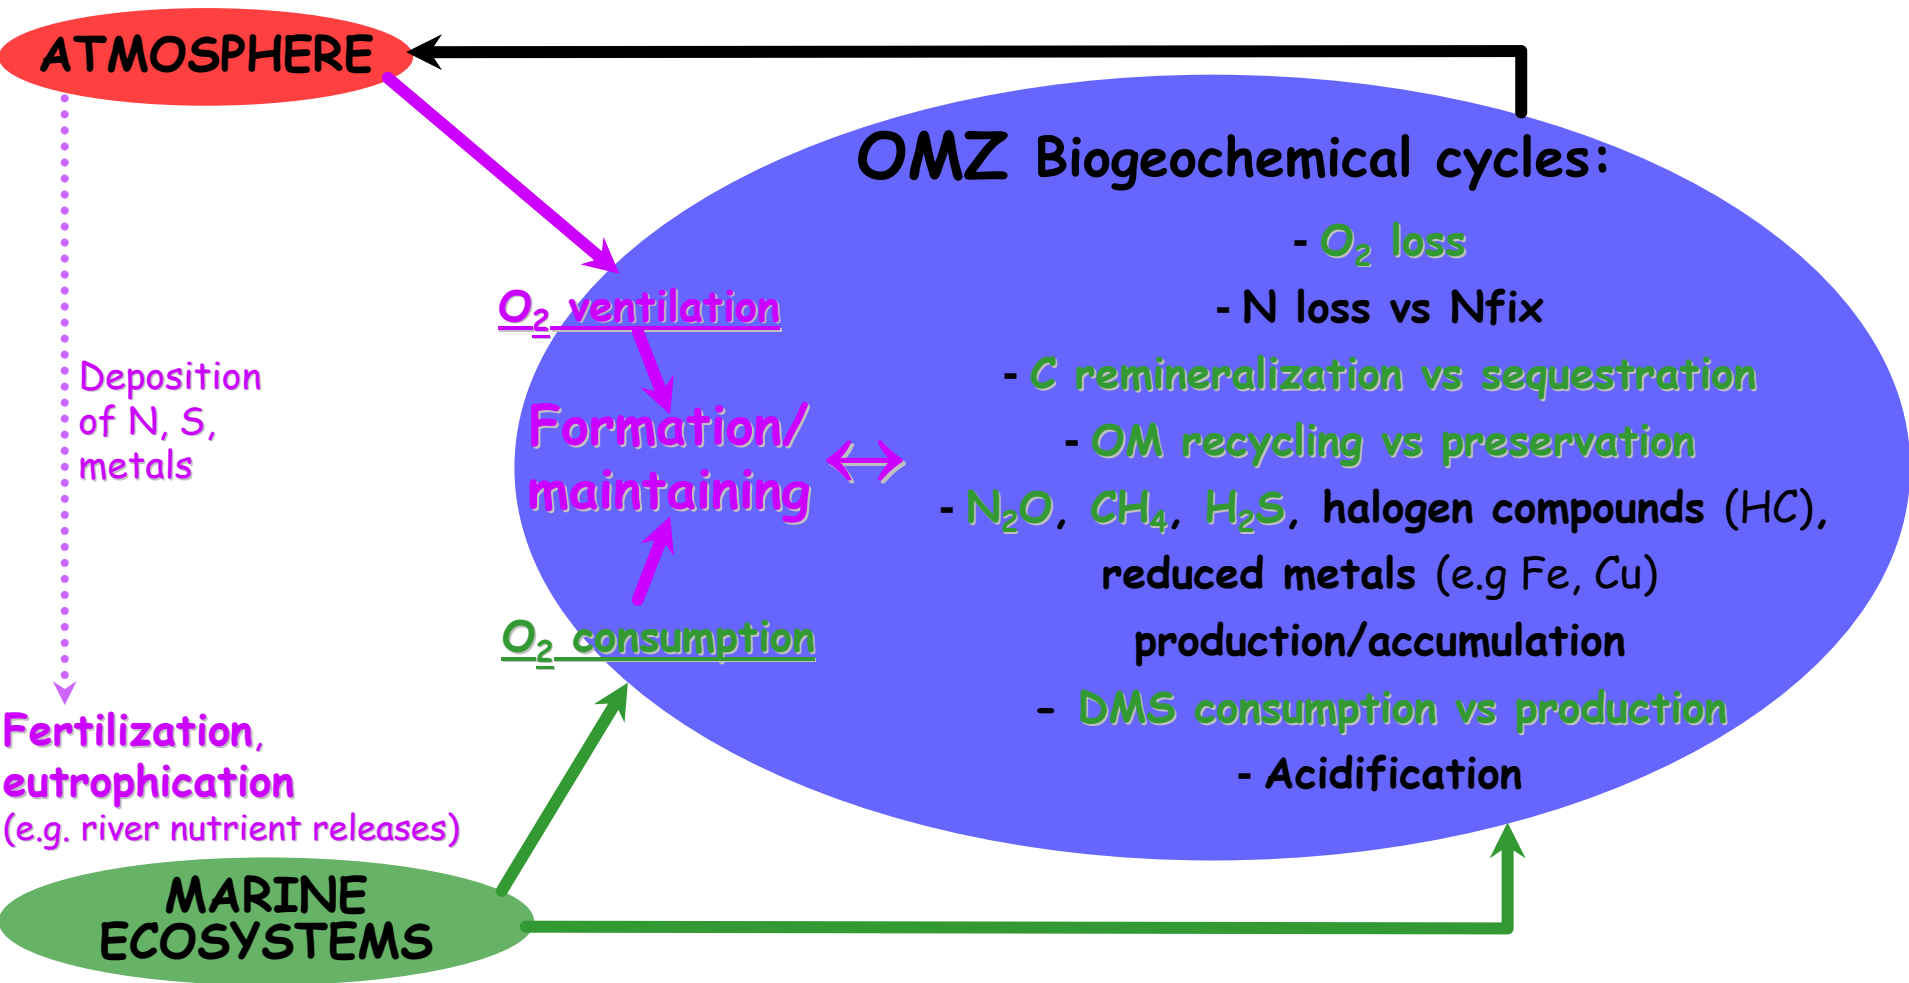 ATMOSPHERE
OMZ Biogeochemical cycles:
- O₂ loss
O₂ ventilation
- N loss vs Nfix
Deposition
of N, S,
metals
- C remineralization vs sequestration
Formation/
maintaining
↔
- OM recycling vs preservation
- N₂O, CH₄, H₂S, halogen compounds (HC),
reduced metals (e.g Fe, Cu)
production/accumulation
O₂ consumption
- DMS consumption vs production
- Acidification
Fertilization,
eutrophication
(e.g. river nutrient releases)
MARINE
ECOSYSTEMS